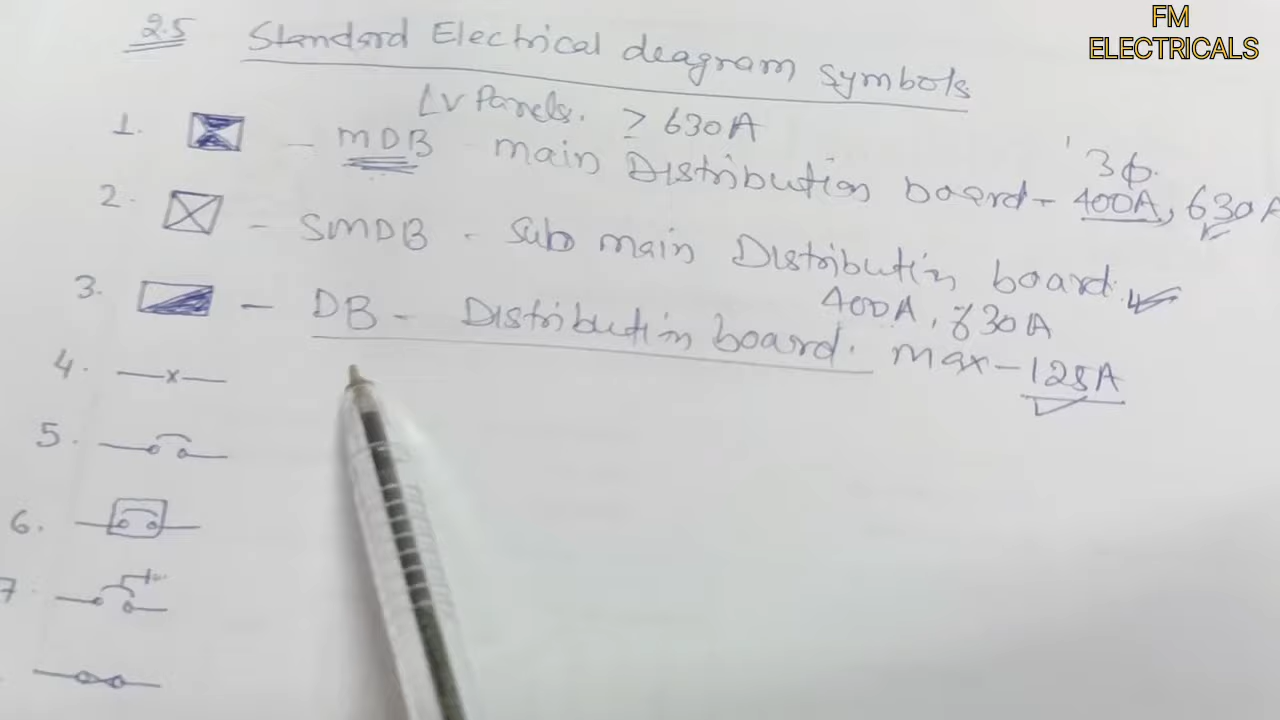 FM
ELECTRICALS
2.5 Standard Electrical deagram symbols
LV Panels. ≥ 630A
1. - MDB main Distribution board - 400A, 630A
3ϕ.
2. - SMDB - Sub main Distribution board.
400A, 630A
3. - DB - Distribution board. max - 125A
4. x
5.
6.
7.